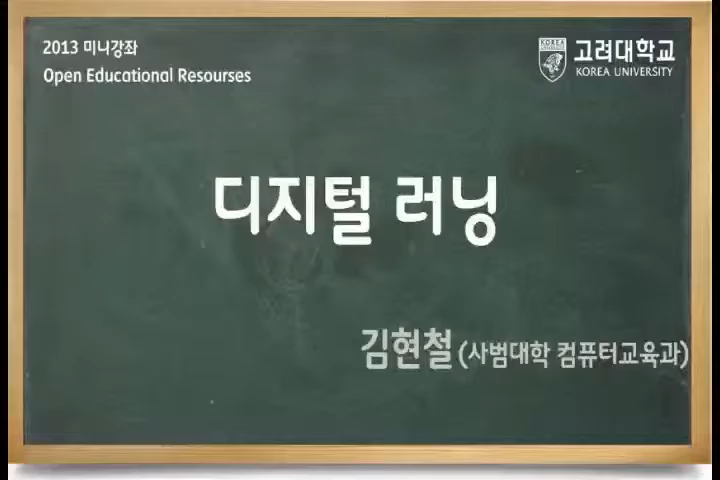 2013 미니강좌
Open Educational Resourses
KOREA
고려대학교
KOREA UNIVERSITY
디지털 러닝
김현철 (사범대학 컴퓨터교육과)